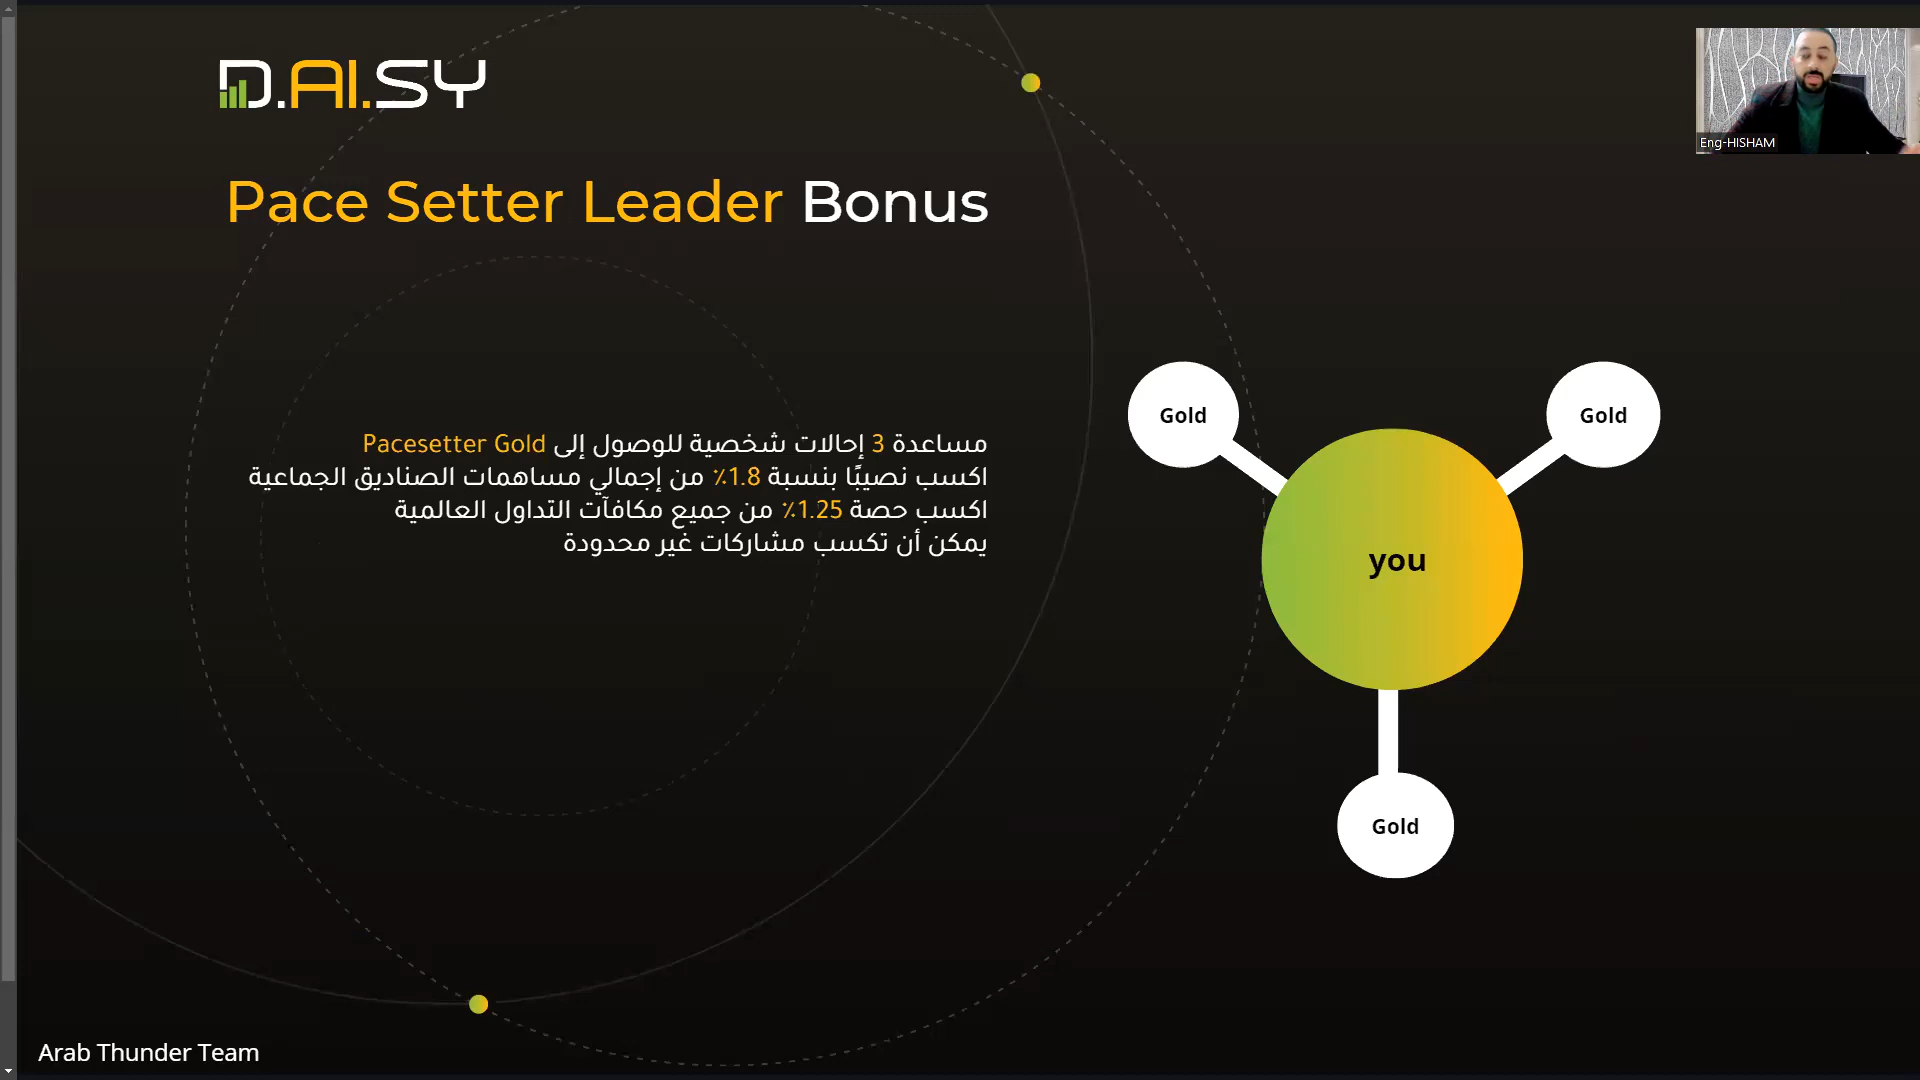 D.AI.SY
Eng-HISHAM
Pace Setter Leader Bonus
مساعدة 3 إحالات شخصية للوصول إلى Pacesetter Gold
اكسب نصيبًا بنسبة 1.8٪ من إجمالي مساهمات الصناديق الجماعية
اكسب حصة 1.25٪ من جميع مكافآت التداول العالمية
يمكن أن تكسب مشاركات غير محدودة
Gold
Gold
you
Gold
Arab Thunder Team